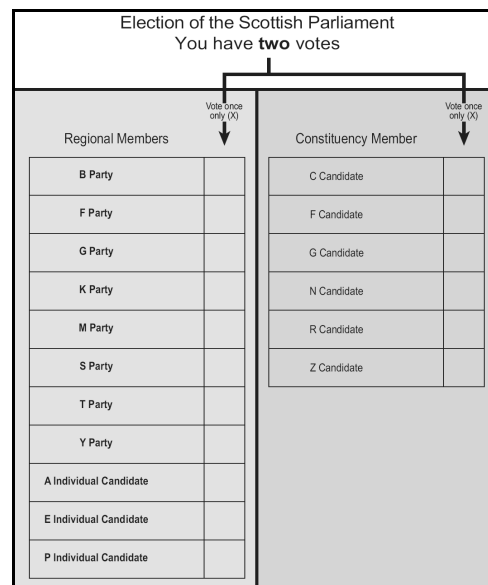 Election of the Scottish Parliament
You have two votes
Vote once
only (X)
Regional Members
B Party
F Party
G Party
K Party
M Party
S Party
T Party
Y Party
A Individual Candidate
E Individual Candidate
P Individual Candidate
Vote once
only (X)
Constituency Member
C Candidate
F Candidate
G Candidate
N Candidate
R Candidate
Z Candidate